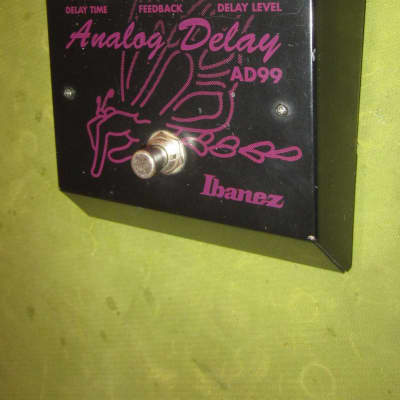 DELAY TIME FEEDBACK DELAY LEVEL
Analog Delay
AD99
Ibanez